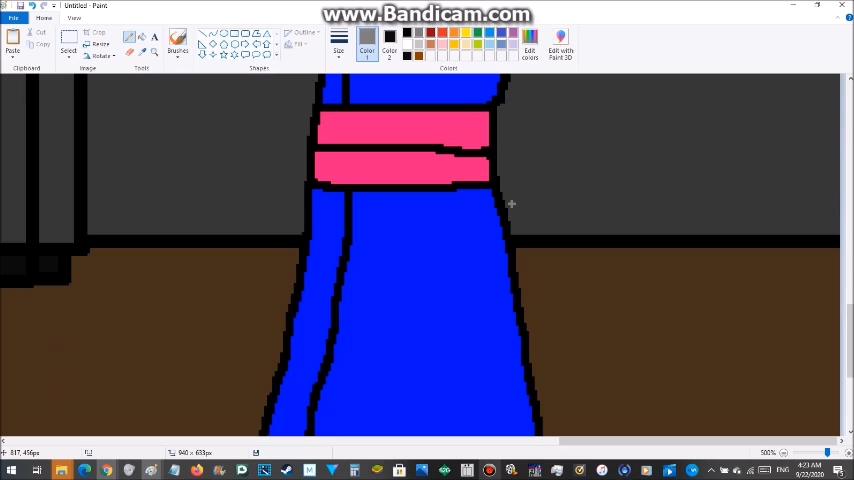 Untitled - Paint
www.Bandicam.com
File
Home
View
Paste
Cut
Copy
Clipboard
Select
Crop
Resize
Rotate
Image
Tools
Brushes
Outline
Fill
Shapes
Size
Color
1
Color
2
Edit
colors
Edit with
Paint 3D
Colors
817, 456px
940 × 633px
500%
ENG
4:23 AM
9/22/2020